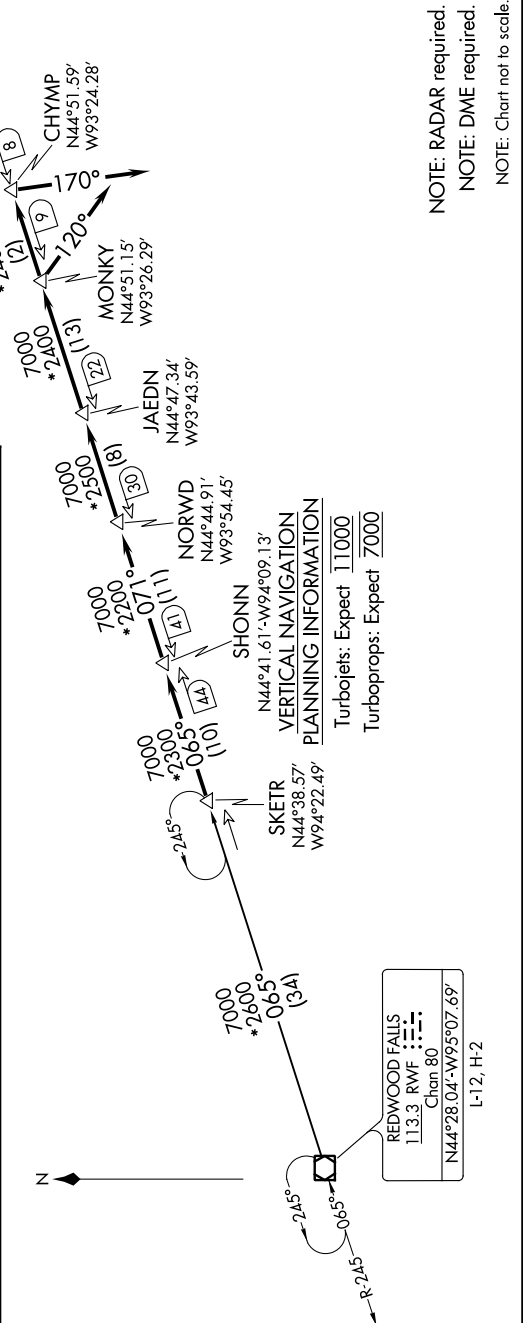 8
CHYMP
N44°51.59'
W93°24.28'
170°
(2)
9
120°
MONKY
N44°51.15'
W93°26.29'
7000
*2400
(13)
22
JAEDN
N44°47.34'
W93°43.59'
7000
*2500
(8)
30
NORWD
N44°44.91'
W93°54.45'
7000
*2200
071°
(11)
41
44
SHONN
N44°41.61'-W94°09.13'
VERTICAL NAVIGATION
PLANNING INFORMATION
Turbojets: Expect 11000
Turboprops: Expect 7000
7000
*2300
065°
(10)
245°
SKETR
N44°38.57'
W94°22.49'
7000
*2600
065°
(34)
N
245°
065°
R-245
REDWOOD FALLS
113.3 RWF
Chan 80
N44°28.04'-W95°07.69'
L-12, H-2
NOTE: RADAR required.
NOTE: DME required.
NOTE: Chart not to scale.